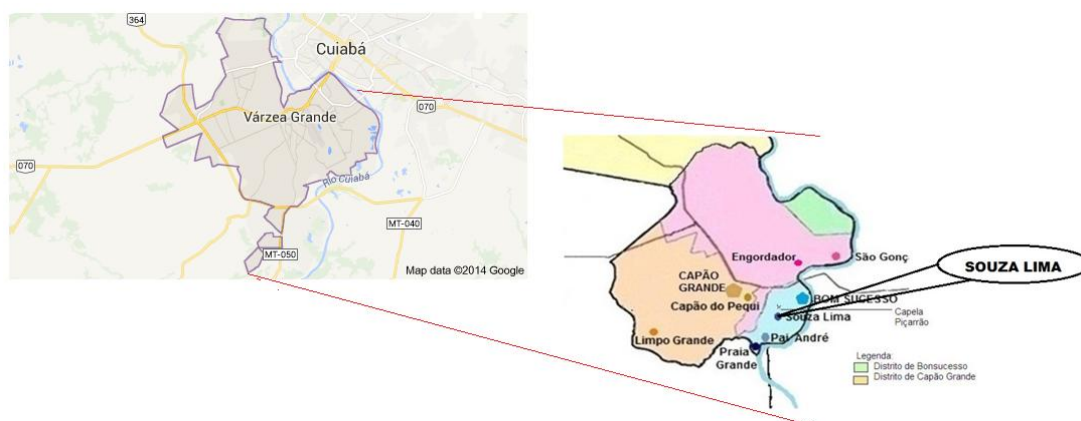 364
Cuiabá
Várzea Grande
070
070
Rio Cuiabá
MT-040
MT-050
Map data ©2014 Google
Engordador
São Gonç
SOUZA LIMA
CAPÃO
GRANDE
BOM SUCESSO
Capão do Pequi
Souza Lima
Capela
Piçarrão
Limpo Grande
Pai André
Praia
Grande
Legenda:
Distrito de Bonsucesso
Distrito de Capão Grande